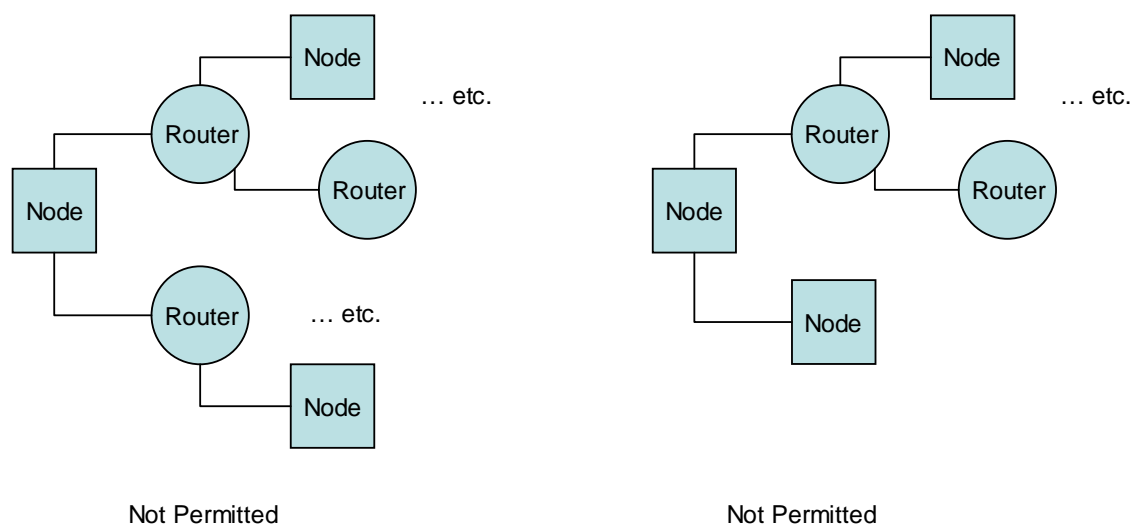 Node
… etc.
Router
Router
Node
Router
… etc.
Node
Not Permitted
Node
… etc.
Router
Router
Node
Node
Not Permitted